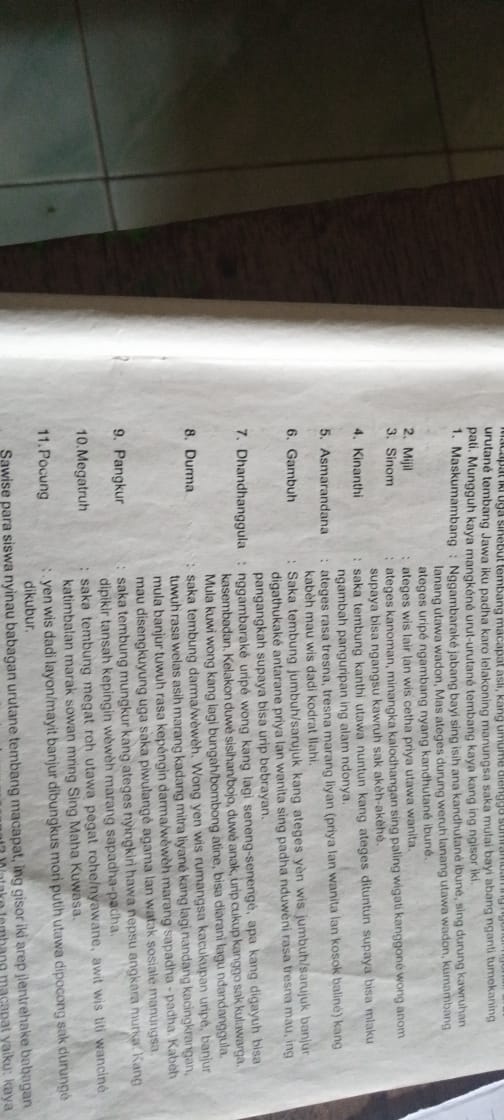 Macapat iki uga sinebut tembang macapat asli, kang umume dienggo
urutané tembang Jawa iku padha karo lelakoning manungsa saka mulai bayi abang nganti tumekaning
pati. Mungguh kaya mangkéné urut-urutané tembang kaya kang ing ngisor iki.
1. Maskumambang : Nggambaraké jabang bayi sing isih ana kandhutané ibuné, sing durung kawruhan
lanang utawa wadon, Mas ateges durung weruh lanang utawa wadon, kumambang
ateges uripé ngambang nyang kandhutané ibuné.
2. Mijil : ateges wis lair lan wis cetha priya utawa wanita.
3. Sinom : ateges kanoman, minangka kalodhangan sing paling wigati kanggoné wong anom
supaya bisa ngangsu kawruh sak akèh-akèhé.
4. Kinanthi : saka tembung kanthi utawa nuntun kang ateges dituntun supaya bisa mlaku
ngambah panguripan ing alam ndonya.
5. Asmarandana : ateges rasa tresna, tresna marang liyan (priya lan wanita lan kosok baliné) kang
kabèh mau wis dadi kodrat Ilahi.
6. Gambuh : Saka tembung jumbuh/sarujuk kang ateges yèn wis jumbuh/sarujuk banjur
digathukaké antarane priya lan wanita sing padha nduwèni rasa tresna mau, ing
pangangkah supaya bisa urip bebrayan.
7. Dhandhanggula : nggambaraké uripé wong kang lagi seneng-senengé, apa kang digayuh bisa
kasembadan. Kelakon duwé sisihan/bojo, duwé anak, urip cukup kanggo sak kulawarga.
Mula kuwi wong kang lagi bungah/bombong atine, bisa diarani lagu ndandanggula.
8. Durma : saka tembung darma/wèwèh. Wong yen wis rumangsa kacukupan uripé, banjur
tuwuh rasa welas asih marang kadang mitra liyané kang lagi nandang kacingkrangan,
mula banjur tuwuh rasa kepéngin darma/wèwèh marang sapadha - padha. Kabèh
mau disengkuyung uga saka piwulangé agama lan watak sosiale manungsa.
9. Pangkur : saka tembung mungkur kang ateges nyingkiri hawa nepsu angkara murka. Kang
dipikir tansah kepingin wèwèh marang sapadha-padha.
10. Megatruh : saka tembung megat roh utawa pegat rohe/nyawane, awit wis titi wanciné
katimbalan marak sowan mring Sing Maha Kuwasa.
11. Pocung : yen wis dadi layon/mayit banjur dibungkus mori putih utawa dipocong sak durungé
dikubur.
Sawise para siswa nyinau babagan urutane tembang macapat, ing gisor iki arep jlentrehake babagan
tembang macapat iku: kaya